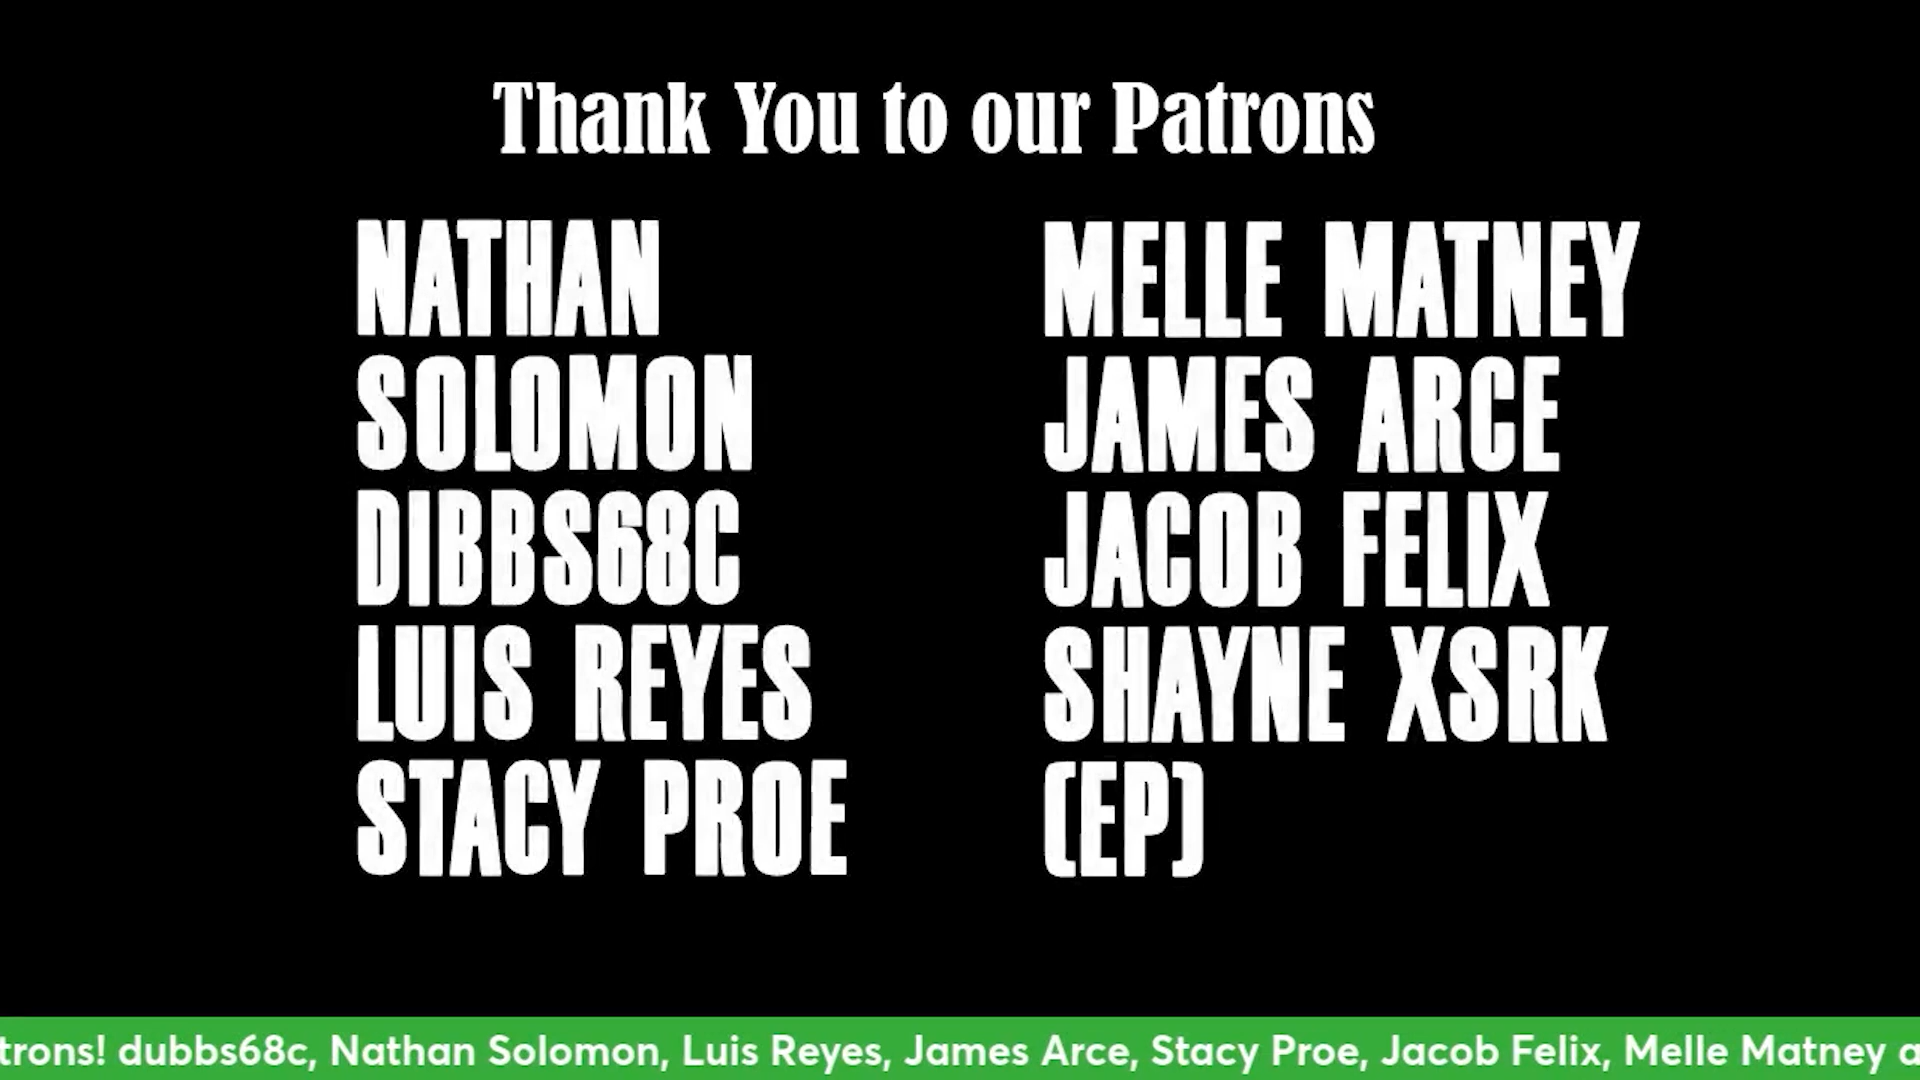 Thank You to our Patrons
NATHAN
SOLOMON
DIBBS68C
LUIS REYES
STACY PROE
MELLE MATNEY
JAMES ARCE
JACOB FELIX
SHAYNE XSRK
(EP)
trons! dubbs68c, Nathan Solomon, Luis Reyes, James Arce, Stacy Proe, Jacob Felix, Melle Matney a